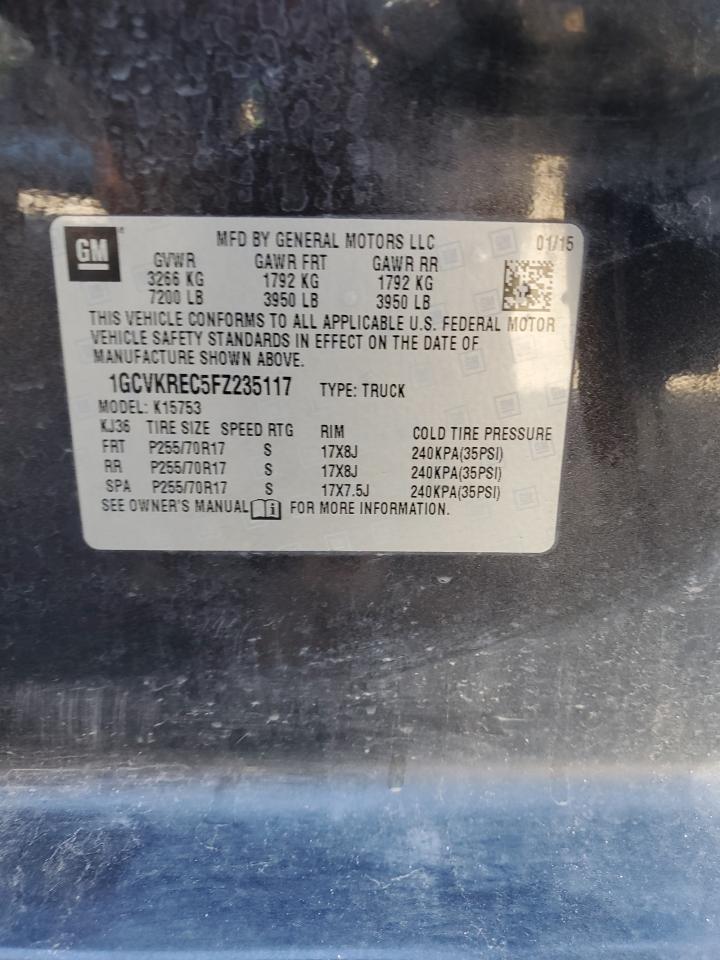 GM
MFD BY GENERAL MOTORS LLC 01/15
GVWR GAWR FRT GAWR RR
3266 KG 1792 KG 1792 KG
7200 LB 3950 LB 3950 LB
THIS VEHICLE CONFORMS TO ALL APPLICABLE U.S. FEDERAL MOTOR
VEHICLE SAFETY STANDARDS IN EFFECT ON THE DATE OF
MANUFACTURE SHOWN ABOVE.
1GCVKREC5FZ235117 TYPE: TRUCK
MODEL: K15753
KJ36 TIRE SIZE SPEED RTG RIM COLD TIRE PRESSURE
FRT P255/70R17 S 17X8J 240KPA(35PSI)
RR P255/70R17 S 17X8J 240KPA(35PSI)
SPA P255/70R17 S 17X7.5J 240KPA(35PSI)
SEE OWNER'S MANUAL i FOR MORE INFORMATION.